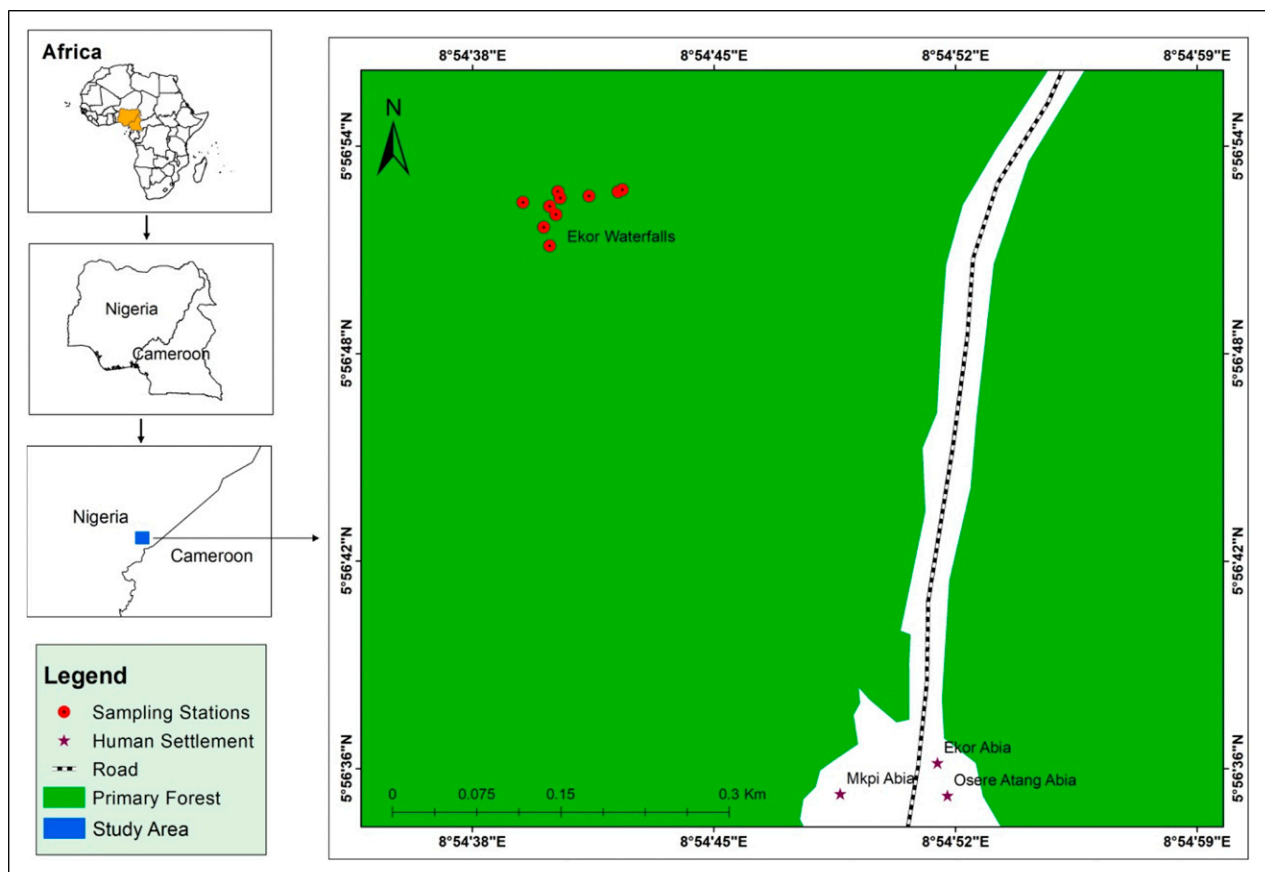 Africa
Nigeria
Cameroon
Nigeria
Cameroon
Legend
Sampling Stations
Human Settlement
Road
Primary Forest
Study Area
8°54'38"E 8°54'45"E 8°54'52"E 8°54'59"E
N
5°56'54"N 5°56'54"N
Ekor Waterfalls
5°56'48"N 5°56'48"N
5°56'42"N 5°56'42"N
5°56'36"N 5°56'36"N
Ekor Abia
Mkpi Abia
Osere Atang Abia
0 0.075 0.15 0.3 Km
8°54'38"E 8°54'45"E 8°54'52"E 8°54'59"E